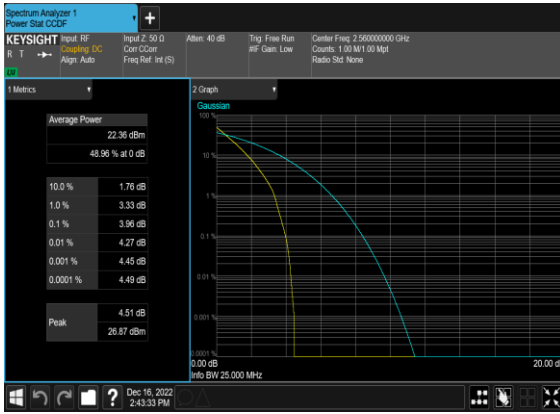 Spectrum Analyzer 1
Power Stat CCDF
+
KEYSIGHT
R T
Input: RF
Coupling: DC
Align: Auto
Input Z: 50 Ω
Corr CCorr
Freq Ref: Int (S)
Atten: 40 dB
Trig: Free Run
#IF Gain: Low
Center Freq: 2.560000000 GHz
Counts: 1.00 M/1.00 Mpt
Radio Std: None
1 Metrics
Average Power
22.36 dBm
48.96 % at 0 dB
10.0 % 1.76 dB
1.0 % 3.33 dB
0.1 % 3.96 dB
0.01 % 4.27 dB
0.001 % 4.45 dB
0.0001 % 4.49 dB
Peak
4.51 dB
26.87 dBm
2 Graph
Gaussian
100 %
10 %
1 %
0.1 %
0.01 %
0.001 %
0.0001 %
0.00 dB
20.00 d
Info BW 25.000 MHz
?
Dec 16, 2022
2:43:33 PM